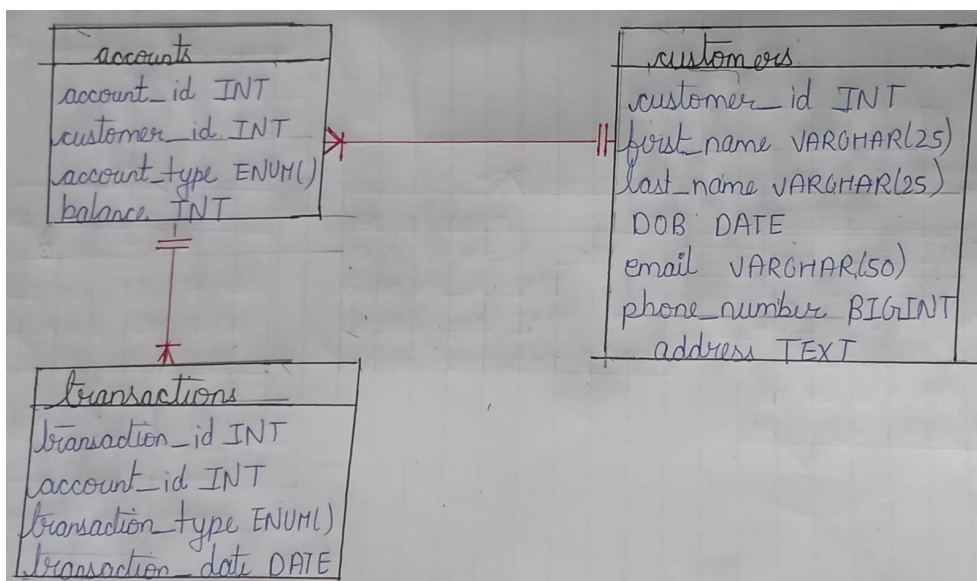 accounts
account_id INT
customer_id INT
account_type ENUM()
balance INT
customers
customer_id INT
first_name VARCHAR(25)
last_name VARCHAR(25)
DOB DATE
email VARCHAR(50)
phone_number BIGINT
address TEXT
transactions
transaction_id INT
account_id INT
transaction_type ENUM()
transaction_date DATE